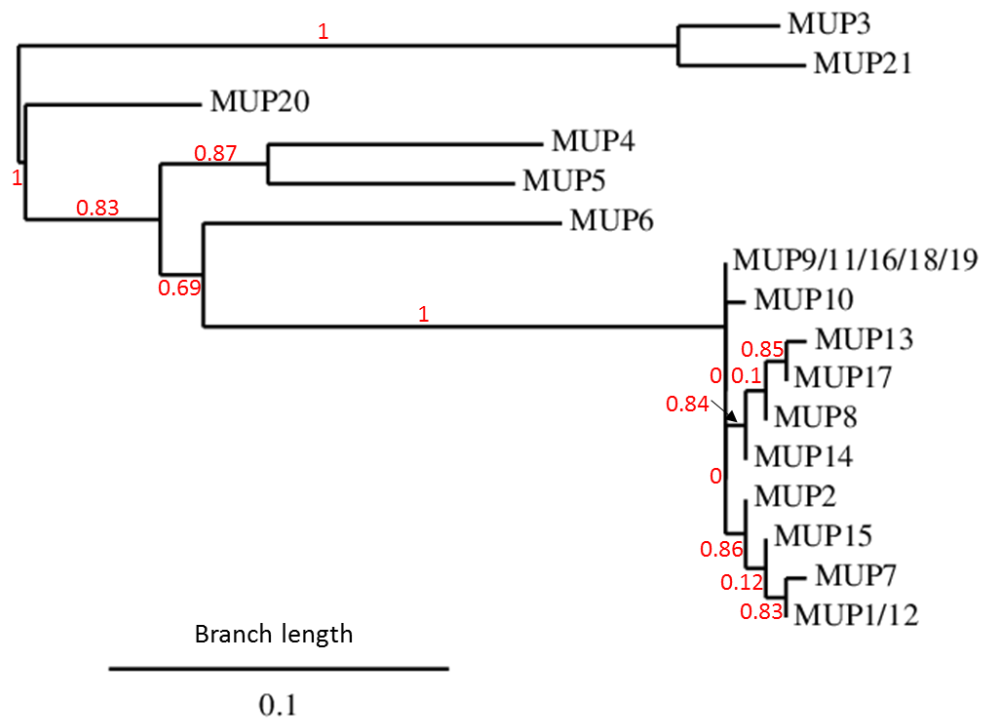 1 MUP3
MUP21
MUP20
0.87 MUP4
1 MUP5
0.83
MUP6
0.69
MUP9/11/16/18/19
1 MUP10
0.85 MUP13
0 0.1 MUP17
0.84 MUP8
MUP14
0 MUP2
0.86 MUP15
0.12 MUP7
0.83 MUP1/12
Branch length
0.1